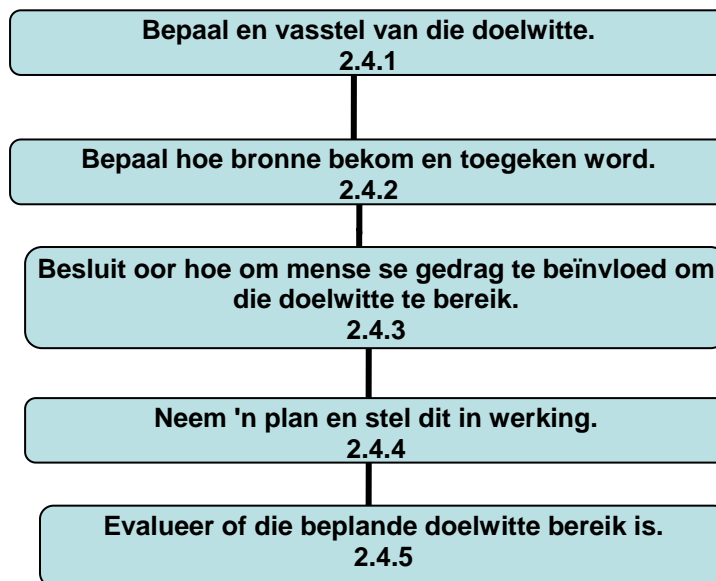 Bepaal en vasstel van die doelwitte.
2.4.1
Bepaal hoe bronne bekom en toegeken word.
2.4.2
Besluit oor hoe om mense se gedrag te beïnvloed om
die doelwitte te bereik.
2.4.3
Neem 'n plan en stel dit in werking.
2.4.4
Evalueer of die beplande doelwitte bereik is.
2.4.5